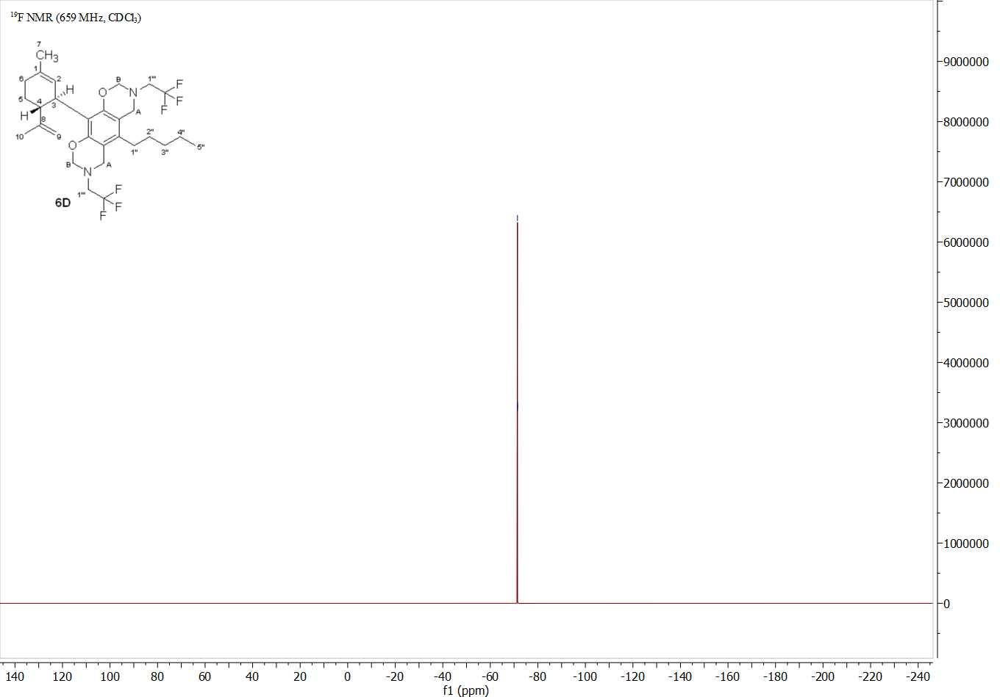 ¹⁹F NMR (659 MHz, CDCl₃)
7
CH₃
1
6
2
5
4
3
H
H
8
10
9
B
1'''
O
N
F
F
F
A
2''
4''
1''
3''
5''
O
B
A
N
1'''
F
F
F
6D
9000000
8000000
7000000
6000000
5000000
4000000
3000000
2000000
1000000
0
140 120 100 80 60 40 20 0 -20 -40 -60 -80 -100 -120 -140 -160 -180 -200 -220 -240
f1 (ppm)